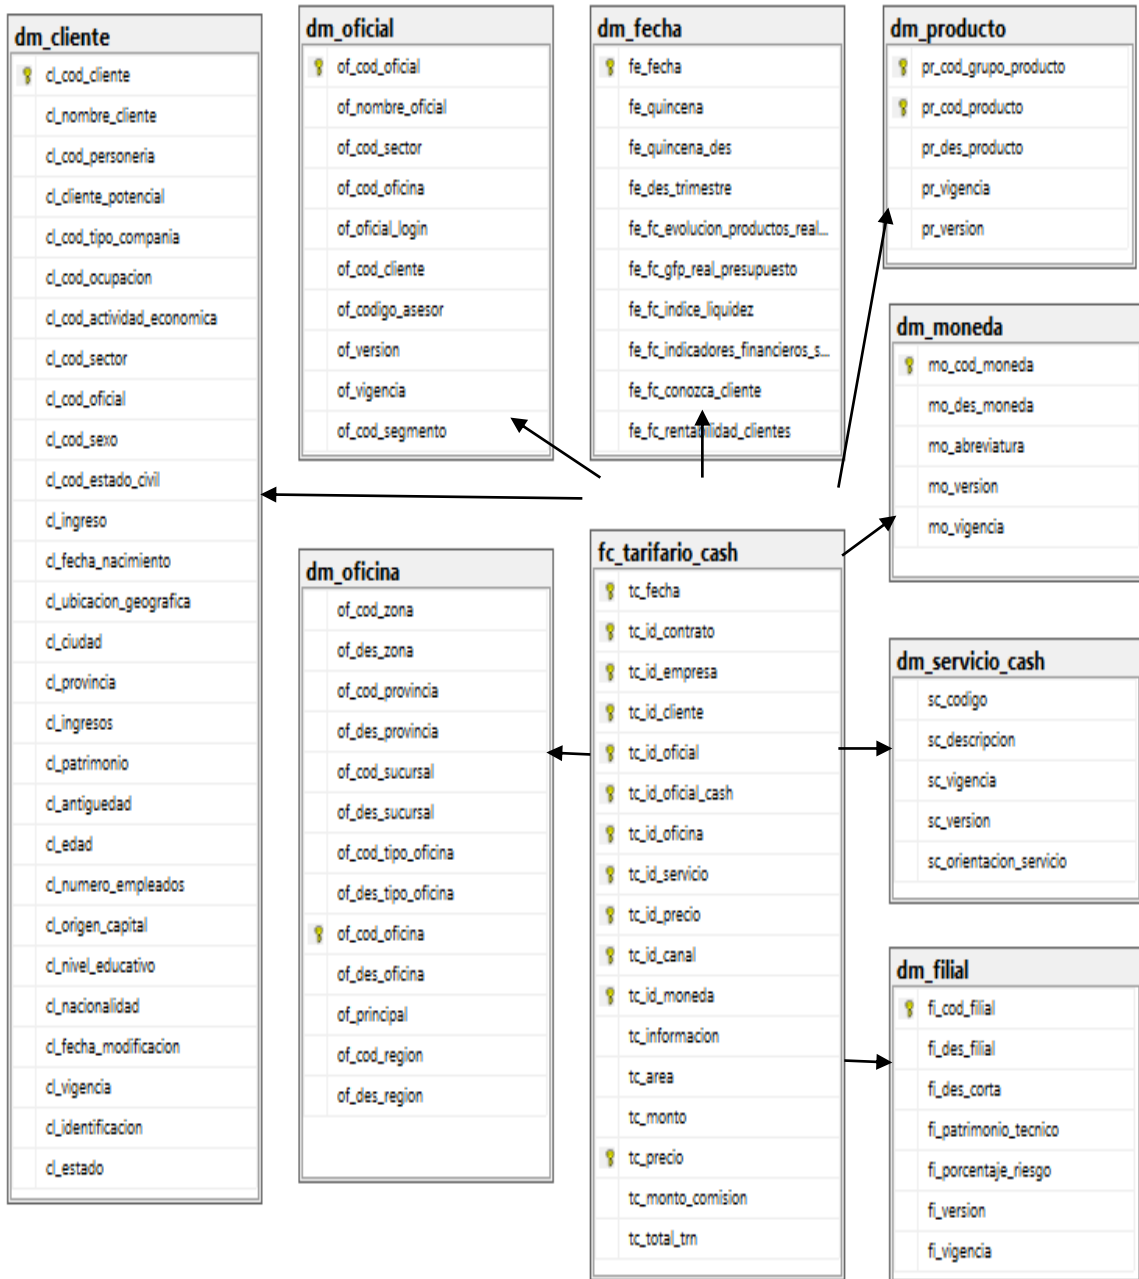 dm_cliente
cl_cod_cliente
cl_nombre_cliente
cl_cod_personeria
cl_cliente_potencial
cl_cod_tipo_compania
cl_cod_ocupacion
cl_cod_actividad_economica
cl_cod_sector
cl_cod_oficial
cl_cod_sexo
cl_cod_estado_civil
cl_ingreso
cl_fecha_nacimiento
cl_ubicacion_geografica
cl_ciudad
cl_provincia
cl_ingresos
cl_patrimonio
cl_antiguedad
cl_edad
cl_numero_empleados
cl_origen_capital
cl_nivel_educativo
cl_nacionalidad
cl_fecha_modificacion
cl_vigencia
cl_identificacion
cl_estado
dm_oficial
of_cod_oficial
of_nombre_oficial
of_cod_sector
of_cod_oficina
of_oficial_login
of_cod_cliente
of_codigo_asesor
of_version
of_vigencia
of_cod_segmento
dm_fecha
fe_fecha
fe_quincena
fe_quincena_des
fe_des_trimestre
fe_fc_evolucion_productos_real...
fe_fc_gfp_real_presupuesto
fe_fc_indice_liquidez
fe_fc_indicadores_financieros_s...
fe_fc_conozca_cliente
fe_fc_rentabilidad_clientes
dm_producto
pr_cod_grupo_producto
pr_cod_producto
pr_des_producto
pr_vigencia
pr_version
dm_moneda
mo_cod_moneda
mo_des_moneda
mo_abreviatura
mo_version
mo_vigencia
dm_oficina
of_cod_zona
of_des_zona
of_cod_provincia
of_des_provincia
of_cod_sucursal
of_des_sucursal
of_cod_tipo_oficina
of_des_tipo_oficina
of_cod_oficina
of_des_oficina
of_principal
of_cod_region
of_des_region
fc_tarifario_cash
tc_fecha
tc_id_contrato
tc_id_empresa
tc_id_cliente
tc_id_oficial
tc_id_oficial_cash
tc_id_oficina
tc_id_servicio
tc_id_precio
tc_id_canal
tc_id_moneda
tc_informacion
tc_area
tc_monto
tc_precio
tc_monto_comision
tc_total_trn
dm_servicio_cash
sc_codigo
sc_descripcion
sc_vigencia
sc_version
sc_orientacion_servicio
dm_filial
fi_cod_filial
fi_des_filial
fi_des_corta
fi_patrimonio_tecnico
fi_porcentaje_riesgo
fi_version
fi_vigencia